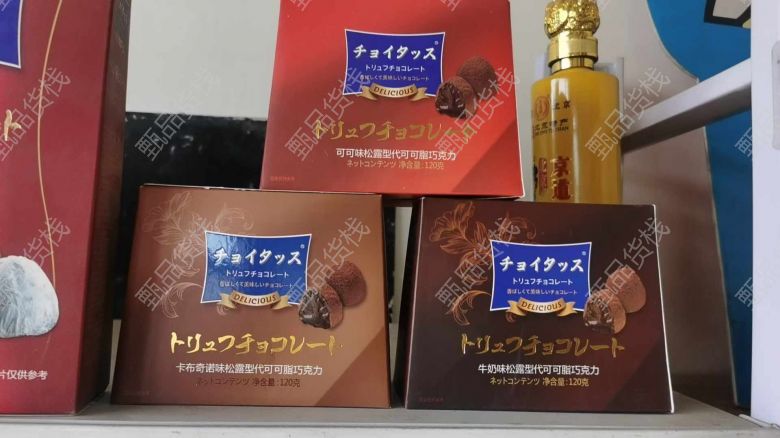 チョイタッス®
トリュフチョコレート
香ばしくて美味しいチョコレート
DELICIOUS
トリュフチョコレート
可可味松露型代可可脂巧克力
ネットコンテンツ 净含量:120克
チョイタッス®
トリュフチョコレート
香ばしくて美味しいチョコレート
DELICIOUS
トリュフチョコレート
卡布奇诺味松露型代可可脂巧克力
ネットコンテンツ 净含量:120克
チョイタッス®
トリュフチョコレート
香ばしくて美味しいチョコレート
DELICIOUS
トリュフチョコレート
牛奶味松露型代可可脂巧克力
ネットコンテンツ 净含量:120克
ト
片仅供参考
北京
京道
甄品货栈